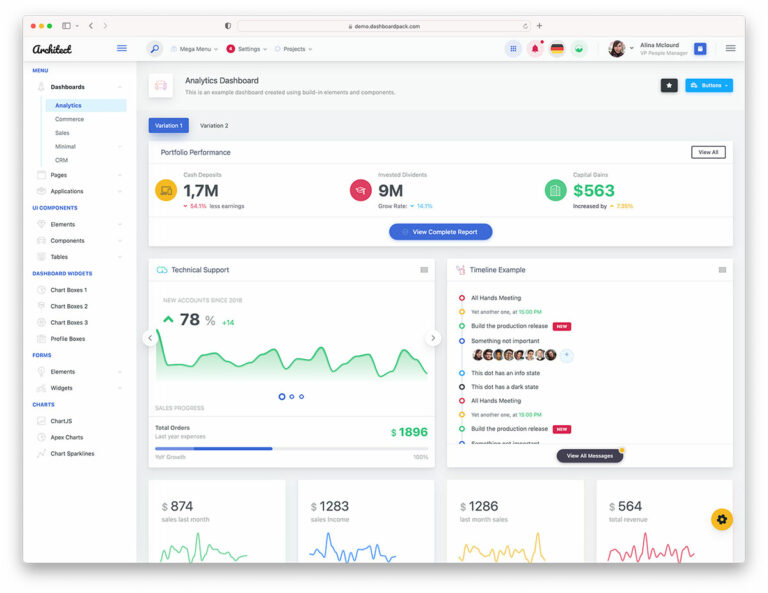 demo.dashboardpack.com
Architect
Mega Menu
4
Settings
Projects
Alina Mclourd
VP People Manager
MENU
Dashboards
Analytics
Commerce
Sales
Minimal
CRM
Pages
Applications
UI COMPONENTS
Elements
Components
Tables
DASHBOARD WIDGETS
Chart Boxes 1
Chart Boxes 2
Chart Boxes 3
Profile Boxes
FORMS
Elements
Widgets
CHARTS
ChartJS
Apex Charts
Chart Sparklines
Analytics Dashboard
This is an example dashboard created using build-in elements and components.
Buttons
Variation 1
Variation 2
Portfolio Performance
View All
Cash Deposits
1,7M
54.1% less earnings
Invested Dividents
9M
Grow Rate: 14.1%
Capital Gains
$563
Increased by 7.35%
View Complete Report
Technical Support
NEW ACCOUNTS SINCE 2018
78 % +14
SALES PROGRESS
Total Orders
Last year expenses
$ 1896
YoY Growth
100%
Timeline Example
All Hands Meeting
Yet another one, at 15:00 PM
Build the production release NEW
Something not important
+
This dot has an info state
This dot has a dark state
All Hands Meeting
Yet another one, at 15:00 PM
Build the production release NEW
Something not important
View All Messages
$ 874
sales last month
$ 1283
sales Income
$ 1286
last month sales
$ 564
total revenue